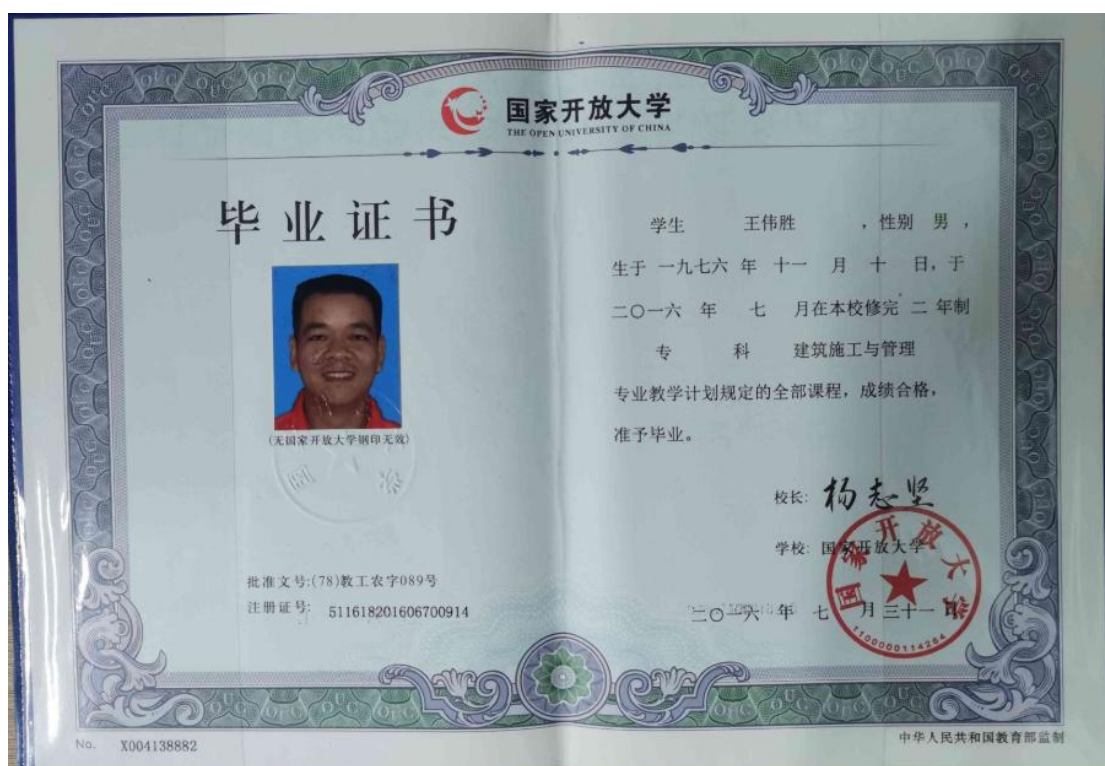 国家开放大学
THE OPEN UNIVERSITY OF CHINA
毕业证书
(无国家开放大学钢印无效)
批准文号:(78)教工农字089号
注册证号: 511618201606700914
学生 王伟胜 ，性别 男 ，
生于 一九七六 年 十一 月 十 日，于
二〇一六 年 七 月在本校修完 二 年制
专 科 建筑施工与管理
专业教学计划规定的全部课程，成绩合格，
准予毕业。
校长: 杨志坚
学校: 国家开放大学
二〇一六 年 七 月 三十一 日
国家开放大学
1100000114264
No. X004138882
中华人民共和国教育部监制